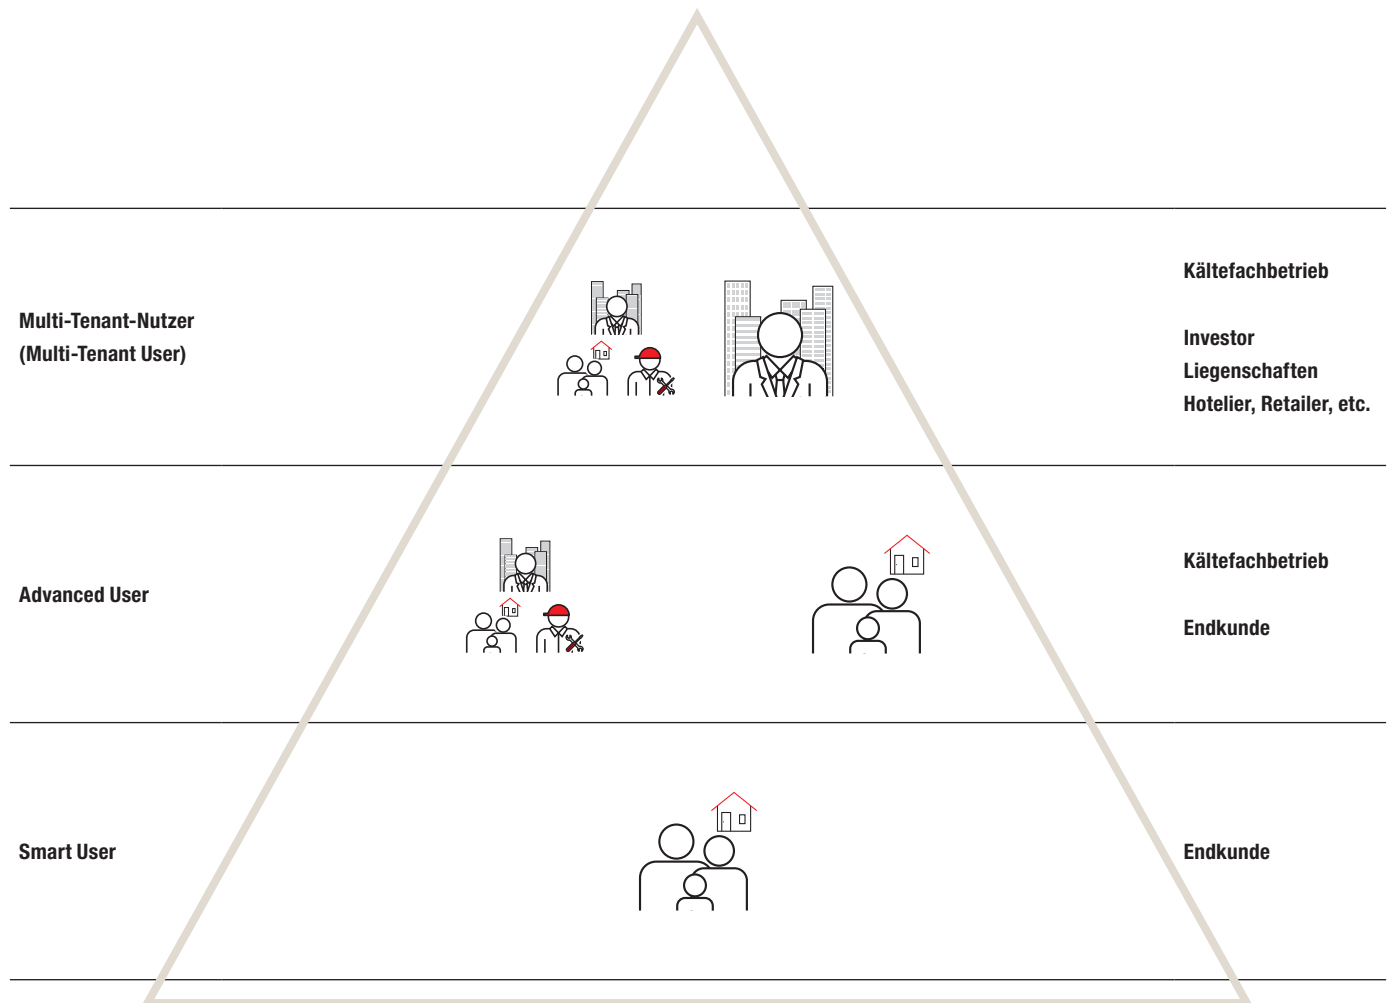 Multi-Tenant-Nutzer
(Multi-Tenant User)
Kältefachbetrieb
Investor
Liegenschaften
Hotelier, Retailer, etc.
Advanced User
Kältefachbetrieb
Endkunde
Smart User
Endkunde